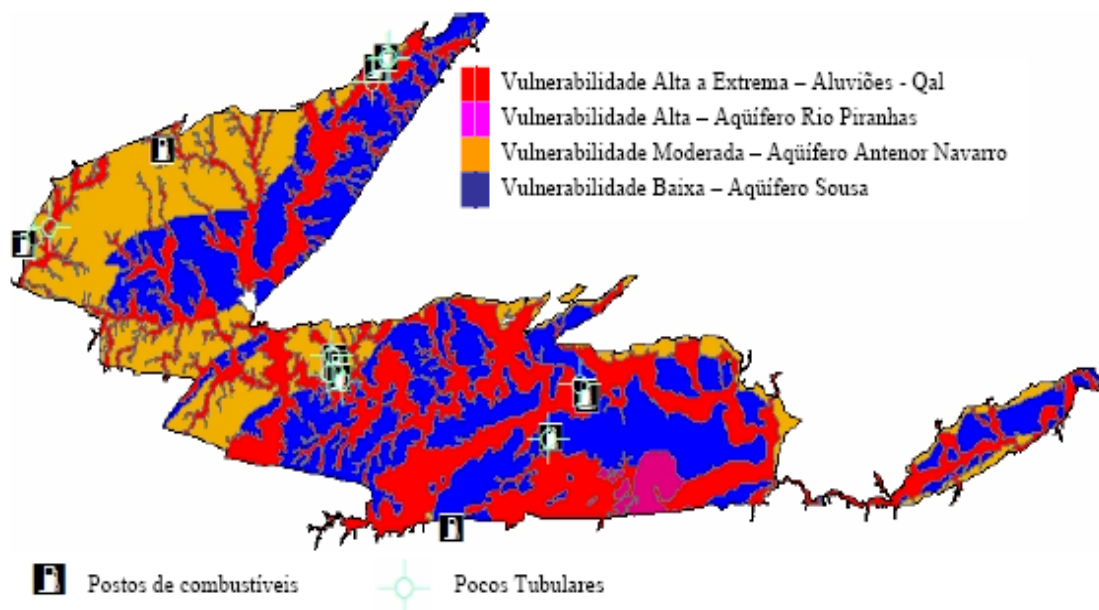 Vulnerabilidade Alta a Extrema – Aluviões - Qal
Vulnerabilidade Alta – Aqüífero Rio Piranhas
Vulnerabilidade Moderada – Aqüífero Antenor Navarro
Vulnerabilidade Baixa – Aqüífero Sousa
Postos de combustíveis
Pocos Tubulares